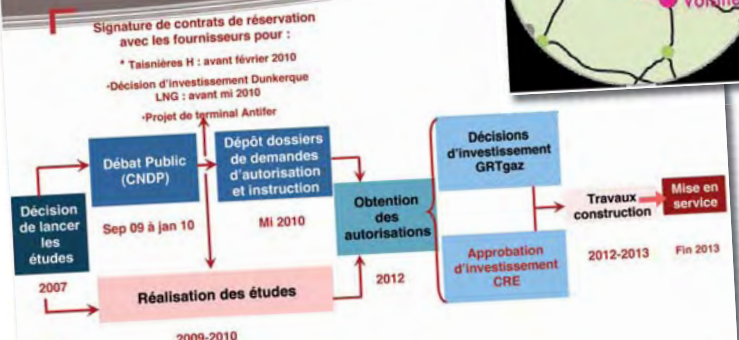 Signature de contrats de réservation
avec les fournisseurs pour :
* Taisnières H : avant février 2010
•Décision d'investissement Dunkerque
LNG : avant mi 2010
•Projet de terminal Antifer
Décision
de lancer
les
études
2007
Débat Public
(CNDP)
Sep 09 à jan 10
Dépôt dossiers
de demandes
d'autorisation
et instruction
Mi 2010
Réalisation des études
2009-2010
Obtention
des
autorisations
2012
Décisions
d'investissement
GRTgaz
Approbation
d'investissement
CRE
Travaux
construction
2012-2013
Mise en
service
Fin 2013